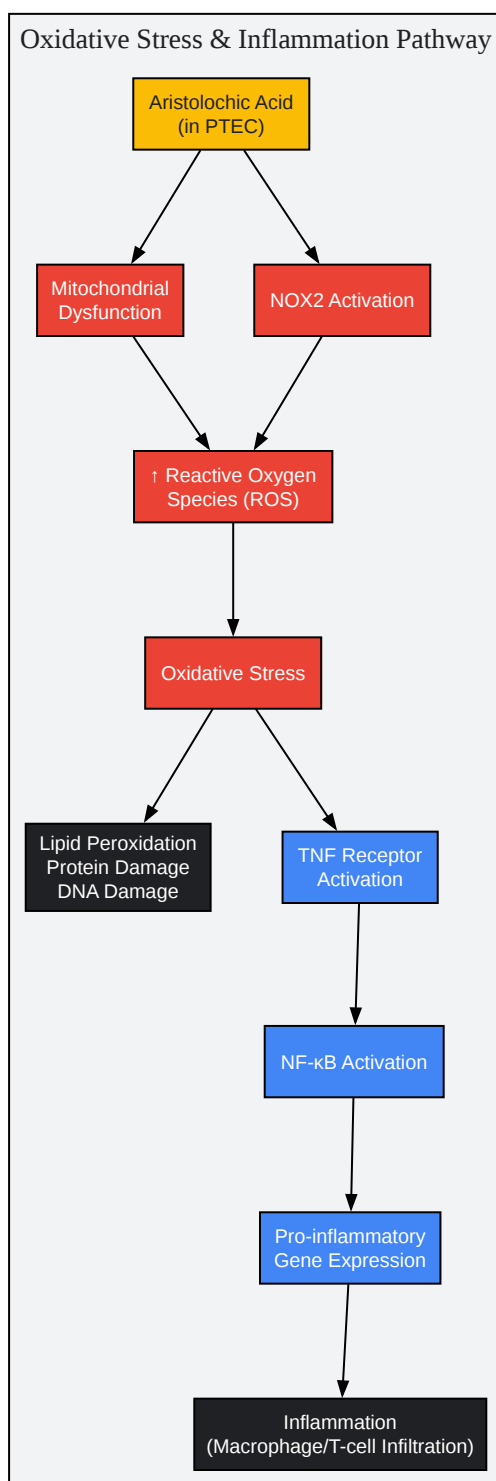 Oxidative Stress & Inflammation Pathway
Aristolochic Acid
(in PTEC)
Mitochondrial
Dysfunction
NOX2 Activation
↑ Reactive Oxygen
Species (ROS)
Oxidative Stress
Lipid Peroxidation
Protein Damage
DNA Damage
TNF Receptor
Activation
NF-κB Activation
Pro-inflammatory
Gene Expression
Inflammation
(Macrophage/T-cell Infiltration)